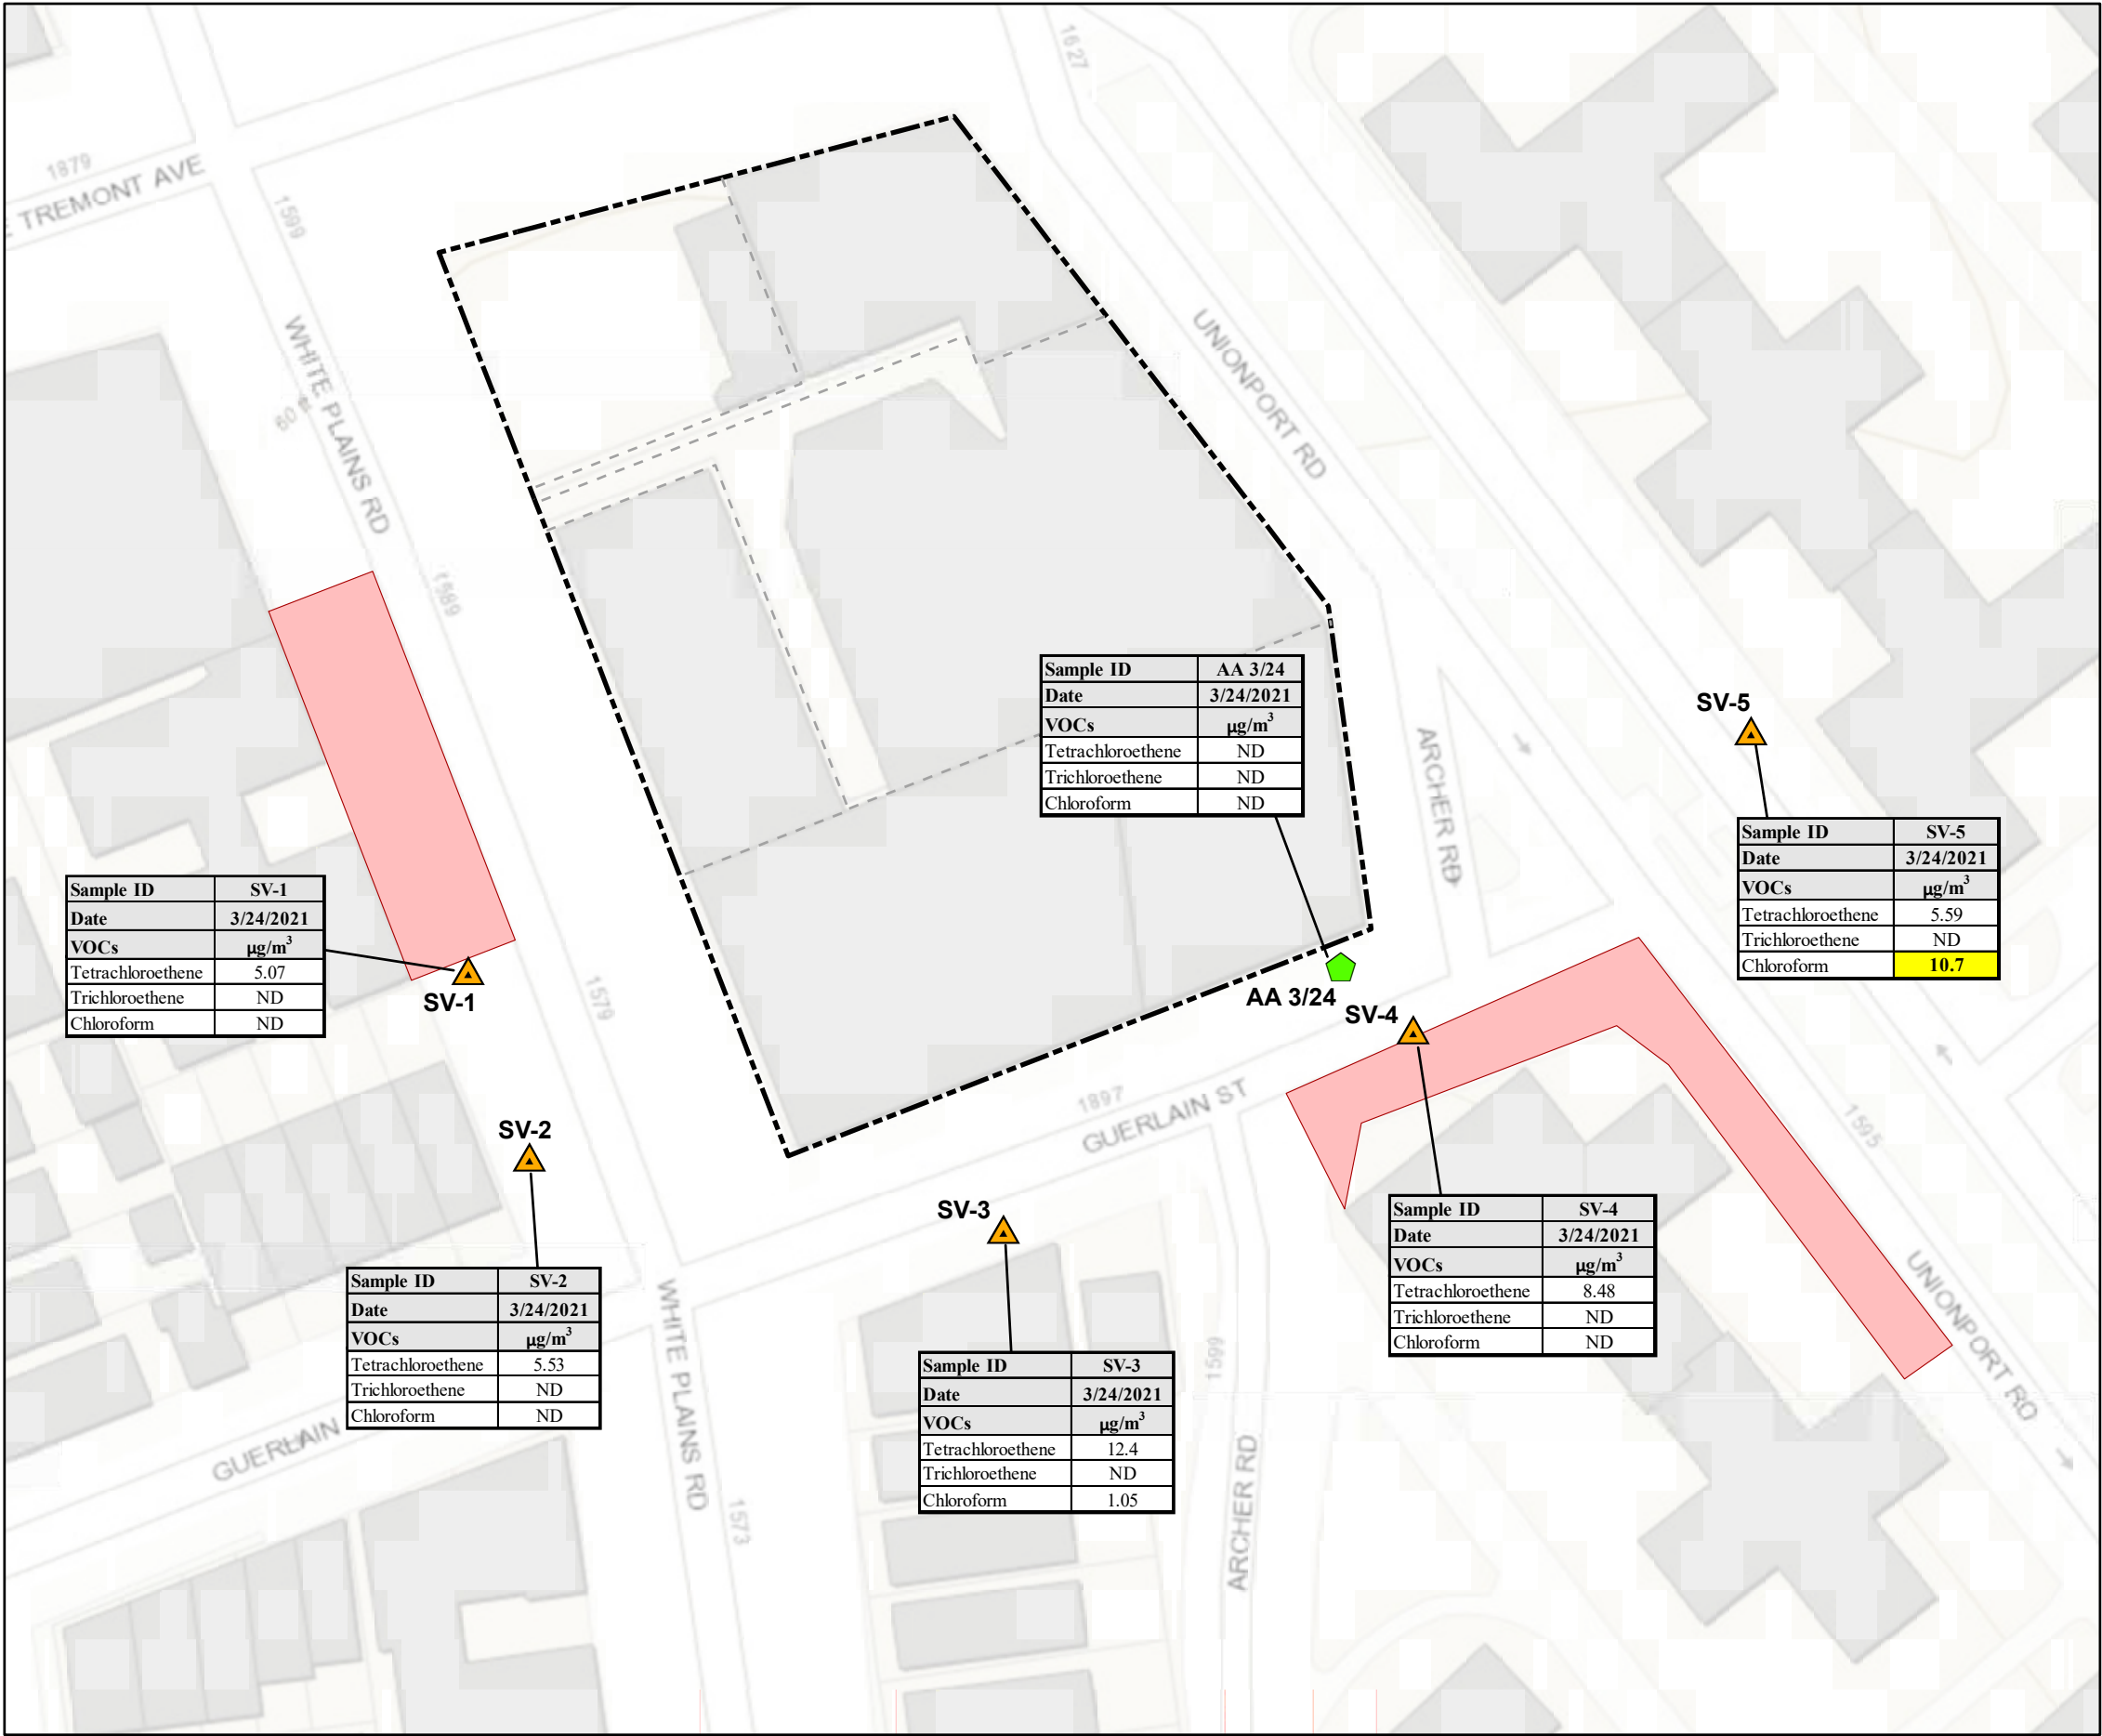 1627
1879
E TREMONT AVE
1599
WHITE PLAINS RD
60 ft
UNIONPORT RD
1589
Sample ID AA 3/24
Date 3/24/2021
VOCs µg/m³
Tetrachloroethene ND
Trichloroethene ND
Chloroform ND
SV-5
ARCHER RD
Sample ID SV-5
Date 3/24/2021
VOCs µg/m³
Tetrachloroethene 5.59
Trichloroethene ND
Chloroform 10.7
Sample ID SV-1
Date 3/24/2021
VOCs µg/m³
Tetrachloroethene 5.07
Trichloroethene ND
Chloroform ND
SV-1
1579
AA 3/24
SV-4
1897
GUERLAIN ST
1595
SV-2
SV-3
Sample ID SV-4
Date 3/24/2021
VOCs µg/m³
Tetrachloroethene 8.48
Trichloroethene ND
Chloroform ND
UNIONPORT RD
Sample ID SV-2
Date 3/24/2021
VOCs µg/m³
Tetrachloroethene 5.53
Trichloroethene ND
Chloroform ND
WHITE PLAINS RD
1599
Sample ID SV-3
Date 3/24/2021
VOCs µg/m³
Tetrachloroethene 12.4
Trichloroethene ND
Chloroform 1.05
GUERLAIN
ARCHER RD
1573